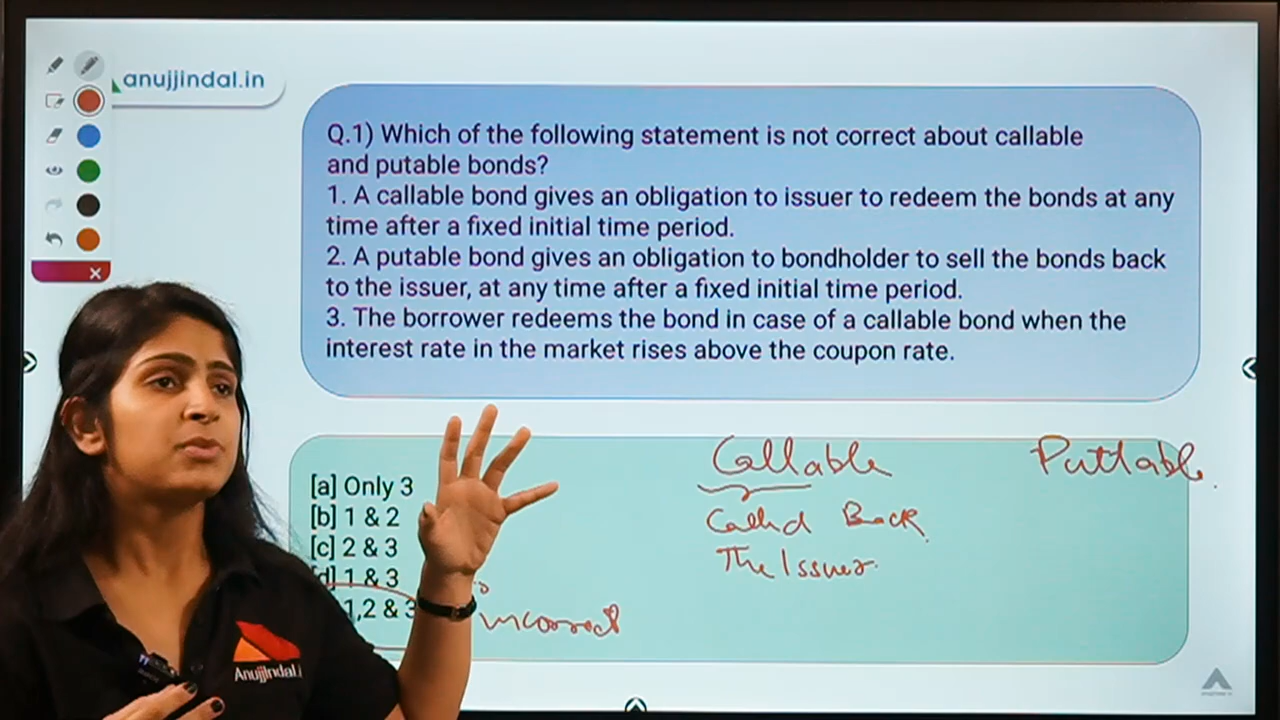 anujjindal.in
Q.1) Which of the following statement is not correct about callable
and putable bonds?
1. A callable bond gives an obligation to issuer to redeem the bonds at any
time after a fixed initial time period.
2. A putable bond gives an obligation to bondholder to sell the bonds back
to the issuer, at any time after a fixed initial time period.
3. The borrower redeems the bond in case of a callable bond when the
interest rate in the market rises above the coupon rate.
[a] Only 3
[b] 1 & 2
[c] 2 & 3
[d] 1 & 3
1,2 & 3
incorrect
Callable
Called Back
The Issuer.
Puttable.
AnujJindal.i